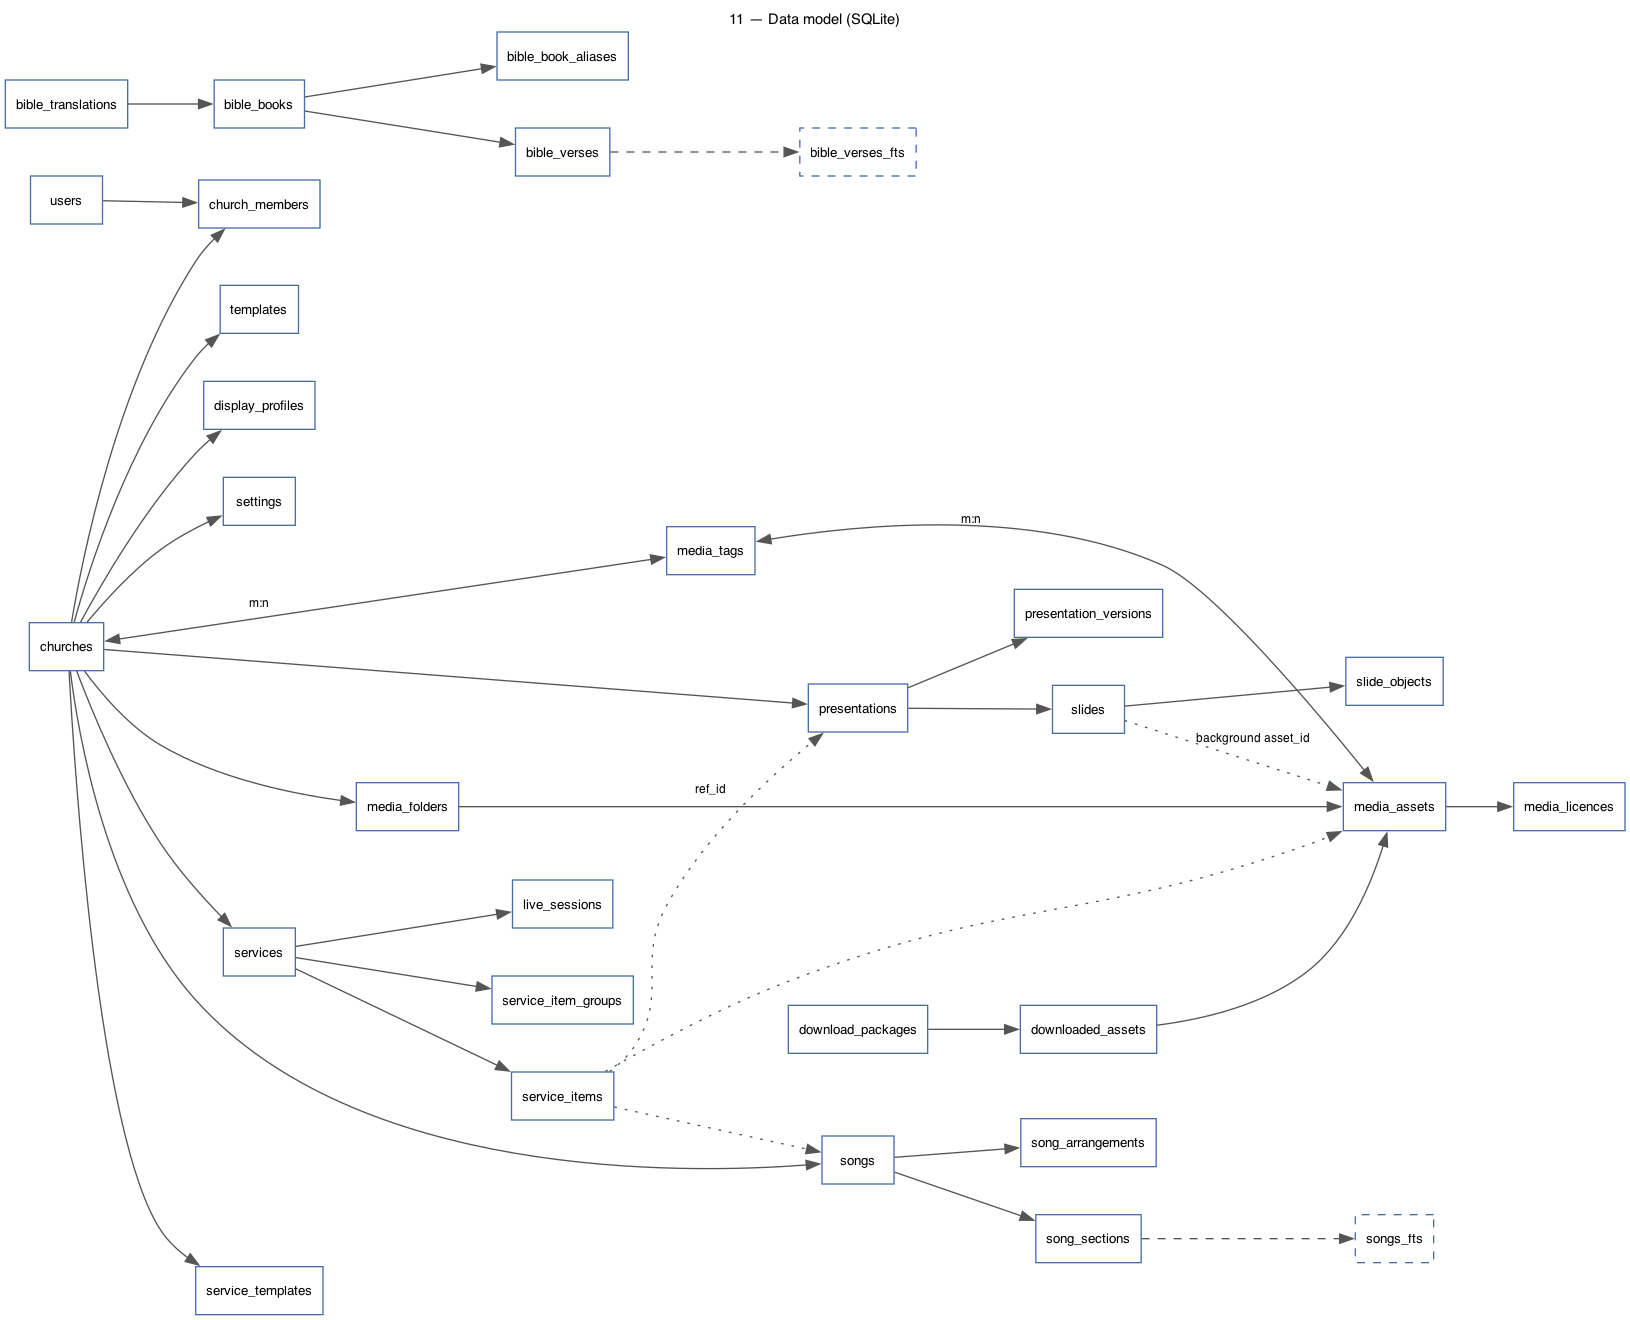 11 — Data model (SQLite)
bible_book_aliases
bible_translations
bible_books
bible_verses
bible_verses_fts
users
church_members
templates
display_profiles
settings
m:n
media_tags
m:n
presentation_versions
churches
slide_objects
presentations
slides
background asset_id
ref_id
media_folders
media_assets
media_licences
live_sessions
services
service_item_groups
download_packages
downloaded_assets
service_items
song_arrangements
songs
song_sections
songs_fts
service_templates